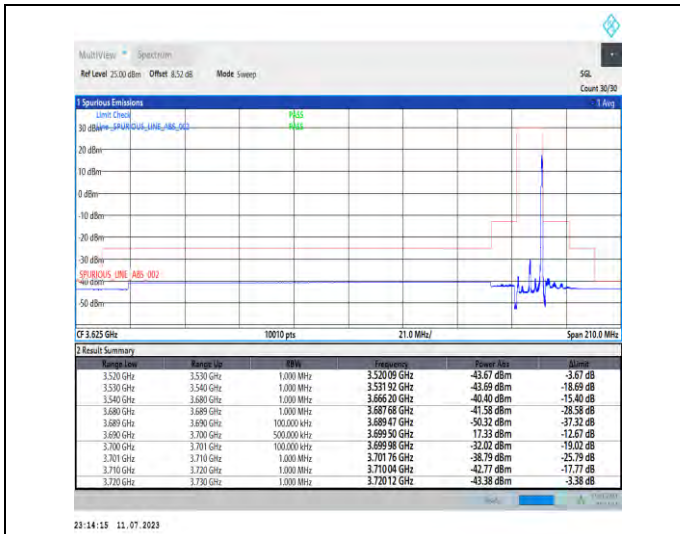 MultiView Spectrum
Ref Level 25.00 dBm Offset 8.52 dB Mode Sweep SGL
Count 30/30
1 Spurious Emissions 1 Avg
Limit Check PASS
Line _SPURIOUS_LINE_ABS_002 PASS
30 dBm
20 dBm
10 dBm
0 dBm
-10 dBm
-20 dBm
-30 dBm
SPURIOUS_LINE_ABS_002
-40 dBm
-50 dBm
CF 3.625 GHz 10010 pts 21.0 MHz/ Span 210.0 MHz
2 Result Summary
Range Low Range Up RBW Frequency Power Abs ΔLimit
3.520 GHz 3.530 GHz 1.000 MHz 3.520 09 GHz -43.67 dBm -3.67 dB
3.530 GHz 3.540 GHz 1.000 MHz 3.531 92 GHz -43.69 dBm -18.69 dB
3.540 GHz 3.680 GHz 1.000 MHz 3.666 20 GHz -40.40 dBm -15.40 dB
3.680 GHz 3.689 GHz 1.000 MHz 3.687 68 GHz -41.58 dBm -28.58 dB
3.689 GHz 3.690 GHz 100.000 kHz 3.689 47 GHz -50.32 dBm -37.32 dB
3.690 GHz 3.700 GHz 500.000 kHz 3.699 50 GHz 17.33 dBm -12.67 dB
3.700 GHz 3.701 GHz 100.000 kHz 3.699 98 GHz -32.02 dBm -19.02 dB
3.701 GHz 3.710 GHz 1.000 MHz 3.701 76 GHz -38.79 dBm -25.79 dB
3.710 GHz 3.720 GHz 1.000 MHz 3.710 04 GHz -42.77 dBm -17.77 dB
3.720 GHz 3.730 GHz 1.000 MHz 3.720 12 GHz -43.38 dBm -3.38 dB
23:14:15 11.07.2023